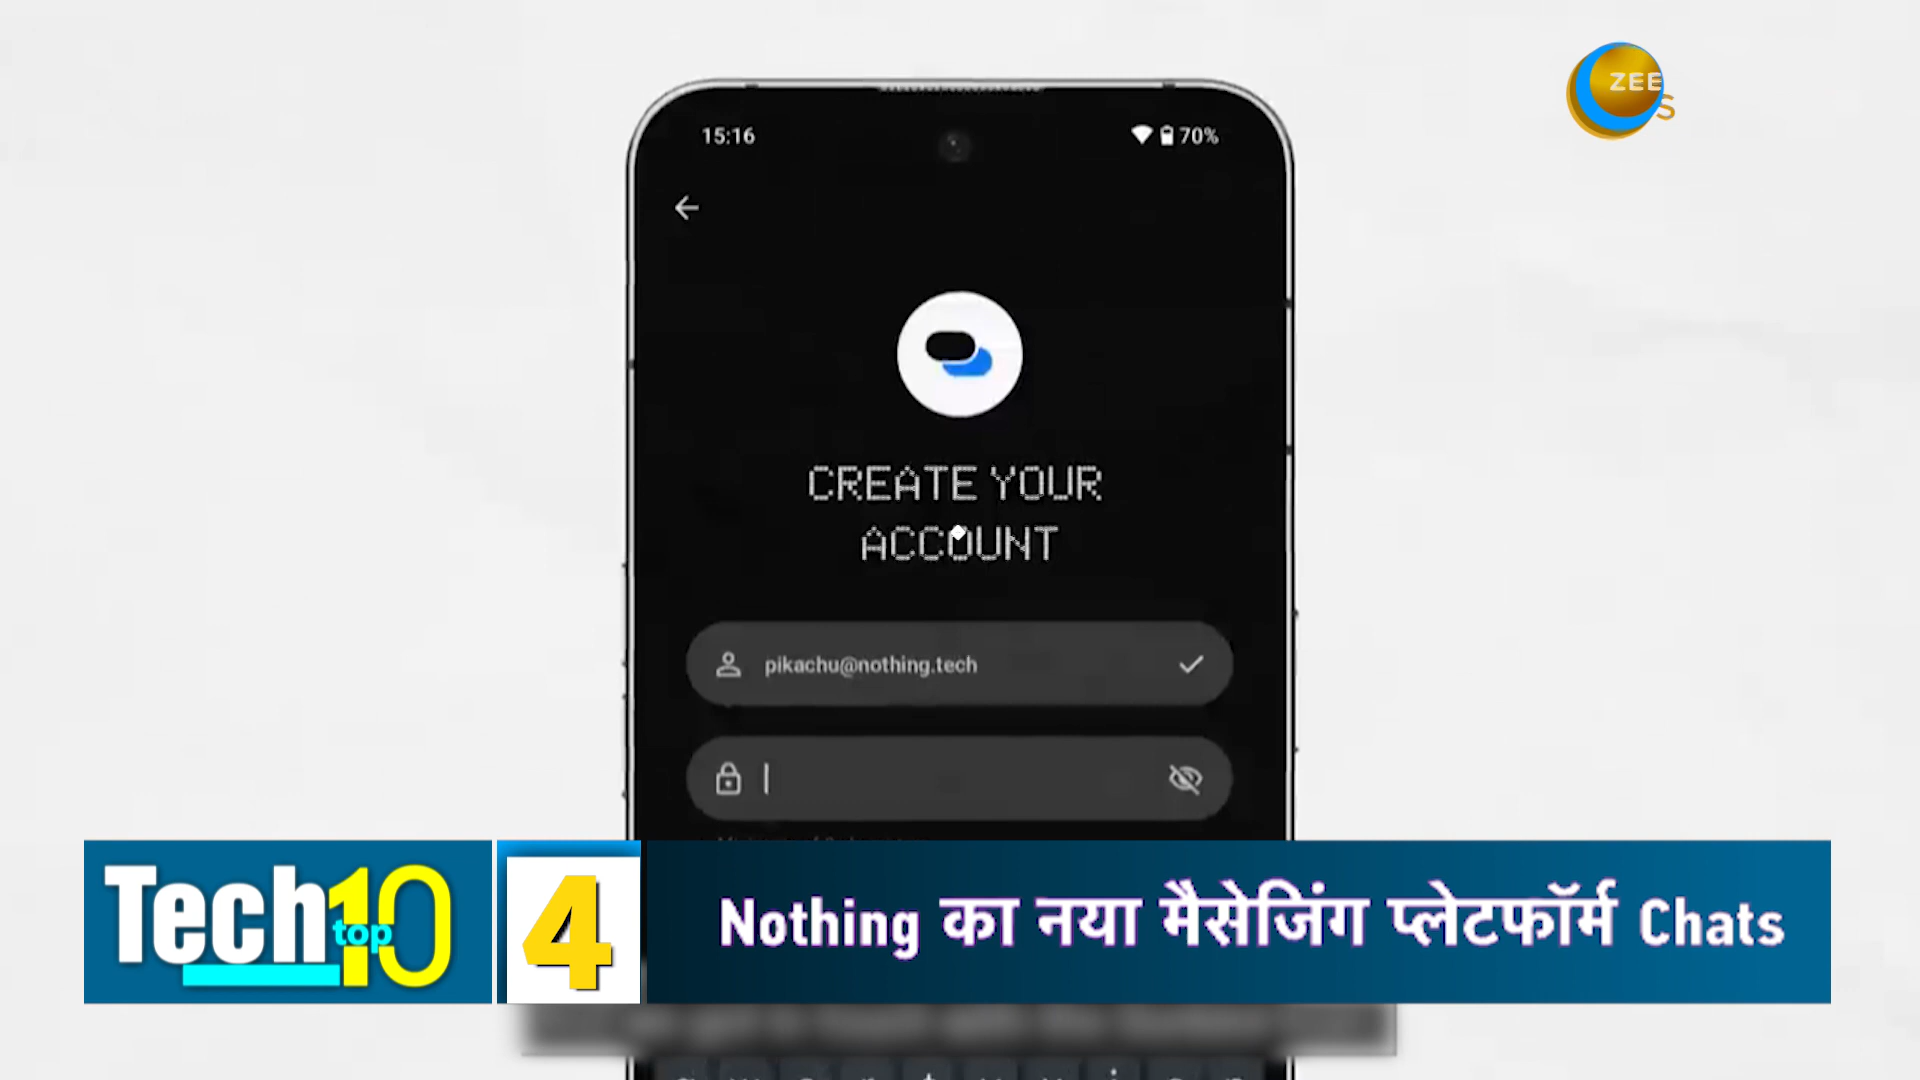 ZEE
S
15:16
70%
CREATE YOUR
ACCOUNT
pikachu@nothing.tech
Tech top 10
4
Nothing का नया मैसेजिंग प्लेटफॉर्म Chats